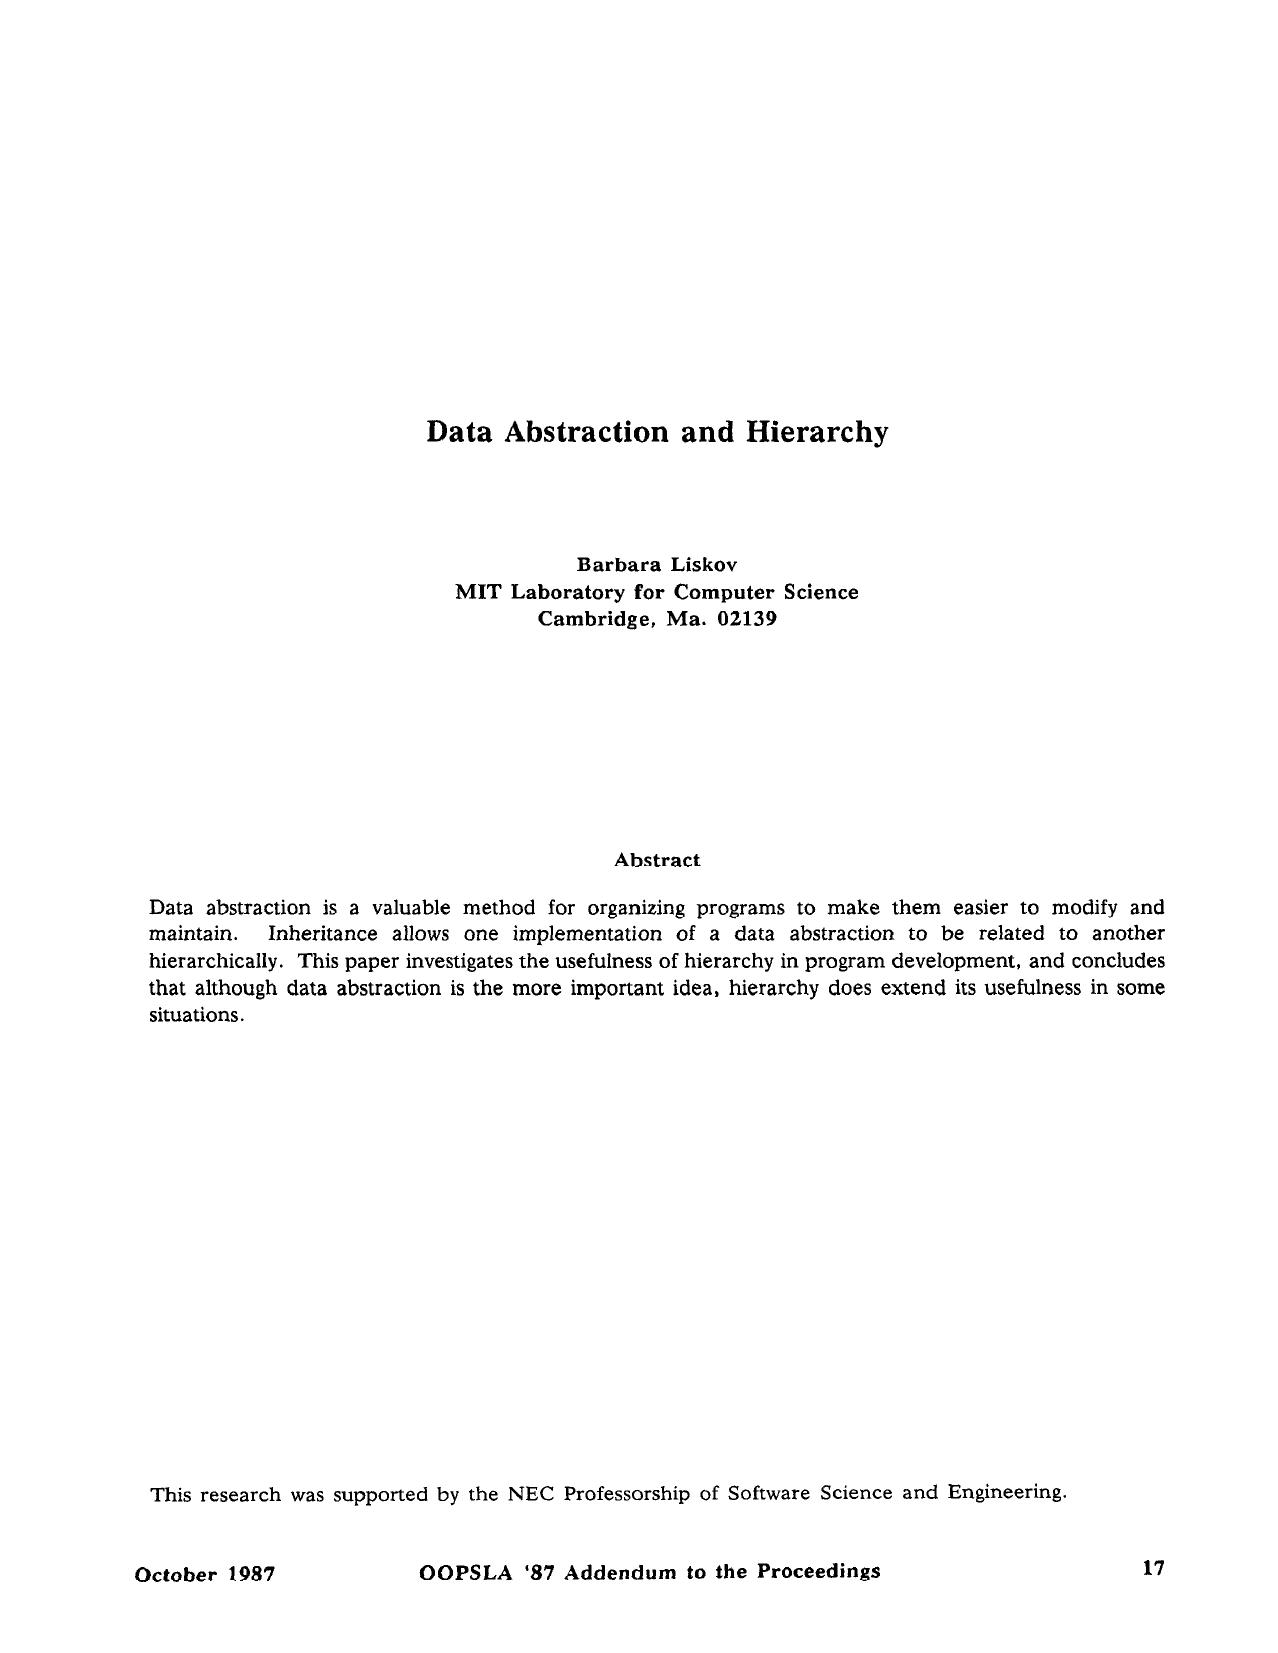 Data Abstraction and Hierarchy
Barbara Liskov
MIT Laboratory for Computer Science
Cambridge, Ma. 02139
Abstract
Data abstraction is a valuable method for organizing programs to make them easier to modify and
maintain. Inheritance allows one implementation of a data abstraction to be related to another
hierarchically. This paper investigates the usefulness of hierarchy in program development, and concludes
that although data abstraction is the more important idea, hierarchy does extend its usefulness in some
situations.
This research was supported by the NEC Professorship of Software Science and Engineering.
October 1987 OOPSLA '87 Addendum to the Proceedings 17